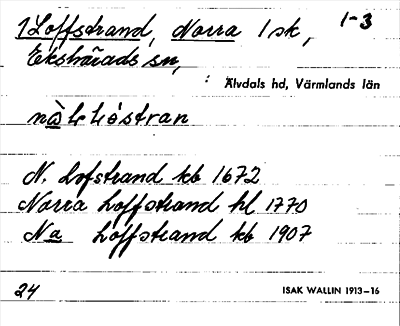 1 Loffstrand, Norra 1 sk, 1-3
Ekshärads sn,
Älvdals hd, Värmlands län
N. Lofstrand kb 1672
Norra Loffstrand hl 1770
Na Loffstrand kb 1907
24
ISAK WALLIN 1913-16